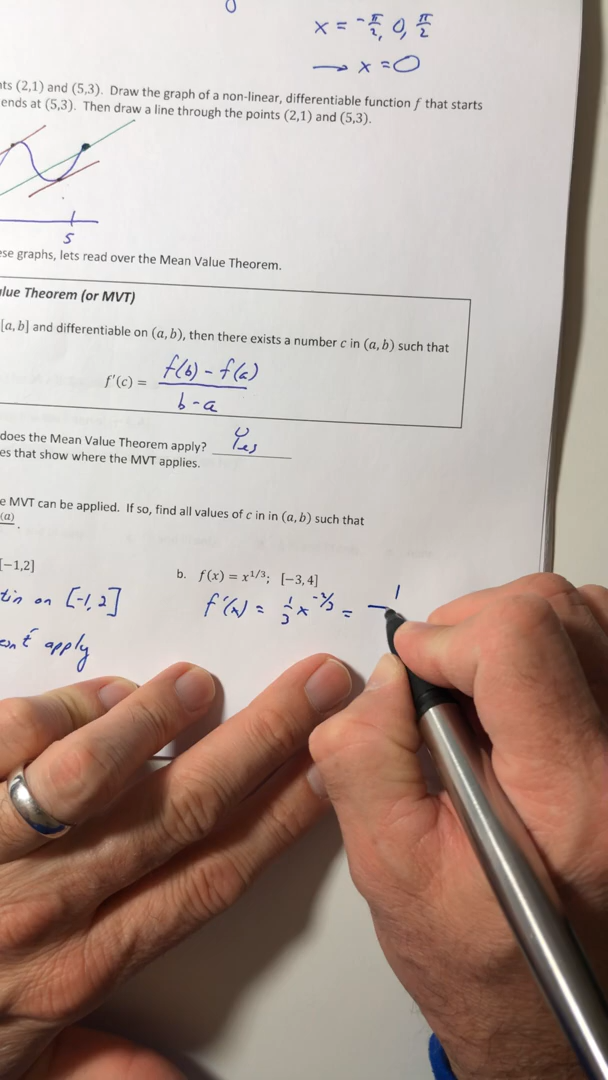 x = -π/2, 0, π/2
→ x = 0
nts (2,1) and (5,3). Draw the graph of a non-linear, differentiable function f that starts
ends at (5,3). Then draw a line through the points (2,1) and (5,3).
5
ese graphs, lets read over the Mean Value Theorem.
alue Theorem (or MVT)
[a, b] and differentiable on (a, b), then there exists a number c in (a, b) such that
f'(c) = f(b) - f(a) / b - a
does the Mean Value Theorem apply? Yes
es that show where the MVT applies.
e MVT can be applied. If so, find all values of c in in (a, b) such that
(a).
[−1,2]
b. f(x) = x^1/3; [−3, 4]
tin on [-1, 2]
f'(x) = 1/3 x^-2/3 = 1
apply